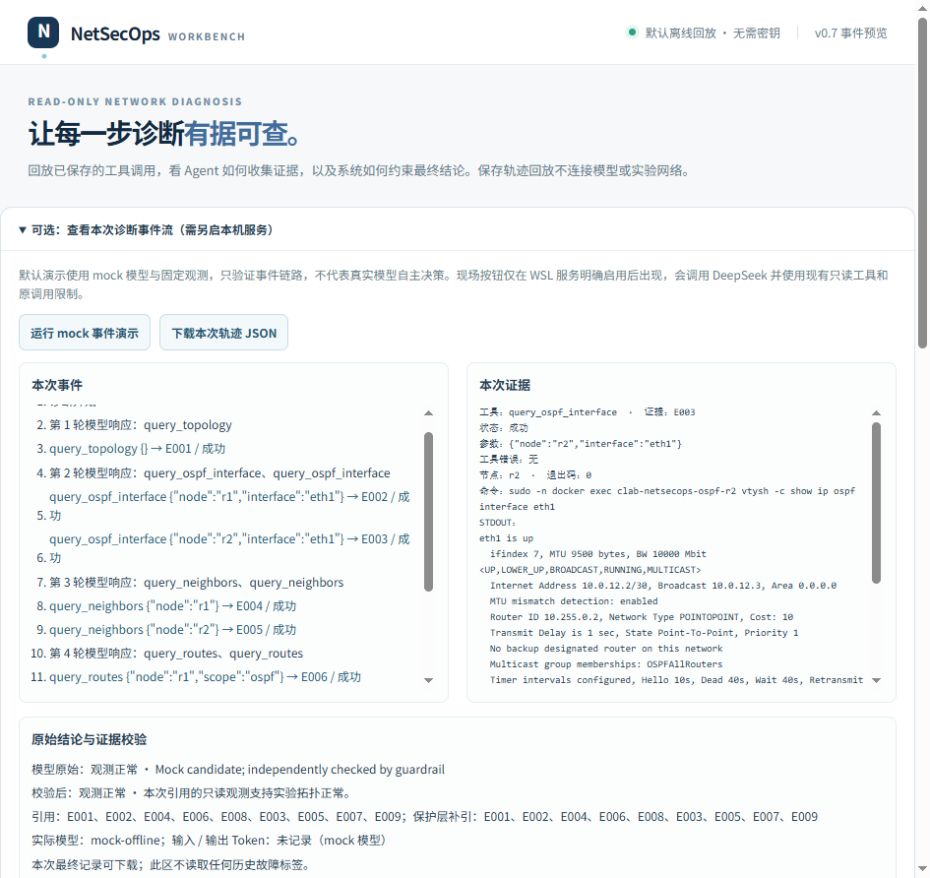 N NetSecOps WORKBENCH
默认离线回放 · 无需密钥 v0.7 事件预览
READ-ONLY NETWORK DIAGNOSIS
让每一步诊断有据可查。
回放已保存的工具调用，看 Agent 如何收集证据，以及系统如何约束最终结论。保存轨迹回放不连接模型或实验网络。
▼ 可选：查看本次诊断事件流（需另启本机服务）
默认演示使用 mock 模型与固定观测，只验证事件链路，不代表真实模型自主决策。现场按钮仅在 WSL 服务明确启用后出现，会调用 DeepSeek 并使用现有只读工具和
原调用限制。
运行 mock 事件演示 下载本次轨迹 JSON
本次事件
2. 第 1 轮模型响应：query_topology
3. query_topology {} → E001 / 成功
4. 第 2 轮模型响应：query_ospf_interface、query_ospf_interface
query_ospf_interface {"node":"r1","interface":"eth1"} → E002 / 成
5. 功
query_ospf_interface {"node":"r2","interface":"eth1"} → E003 / 成
6. 功
7. 第 3 轮模型响应：query_neighbors、query_neighbors
8. query_neighbors {"node":"r1"} → E004 / 成功
9. query_neighbors {"node":"r2"} → E005 / 成功
10. 第 4 轮模型响应：query_routes、query_routes
11. query_routes {"node":"r1","scope":"ospf"} → E006 / 成功
本次证据
工具：query_ospf_interface · 证据：E003
状态：成功
参数：{"node":"r2","interface":"eth1"}
工具错误：无
节点：r2 · 退出码：0
命令：sudo -n docker exec clab-netsecops-ospf-r2 vtysh -c show ip ospf
interface eth1
STDOUT:
eth1 is up
ifindex 7, MTU 9500 bytes, BW 10000 Mbit
<UP,LOWER_UP,BROADCAST,RUNNING,MULTICAST>
Internet Address 10.0.12.2/30, Broadcast 10.0.12.3, Area 0.0.0.0
MTU mismatch detection: enabled
Router ID 10.255.0.2, Network Type POINTOPOINT, Cost: 10
Transmit Delay is 1 sec, State Point-To-Point, Priority 1
No backup designated router on this network
Multicast group memberships: OSPFAllRouters
Timer intervals configured, Hello 10s, Dead 40s, Wait 40s, Retransmit
原始结论与证据校验
模型原始：观测正常 · Mock candidate; independently checked by guardrail
校验后：观测正常 · 本次引用的只读观测支持实验拓扑正常。
引用：E001、E002、E004、E006、E008、E003、E005、E007、E009；保护层补引：E001、E002、E004、E006、E008、E003、E005、E007、E009
实际模型：mock-offline；输入 / 输出 Token：未记录（mock 模型）
本次最终记录可下载；此区不读取任何历史故障标签。